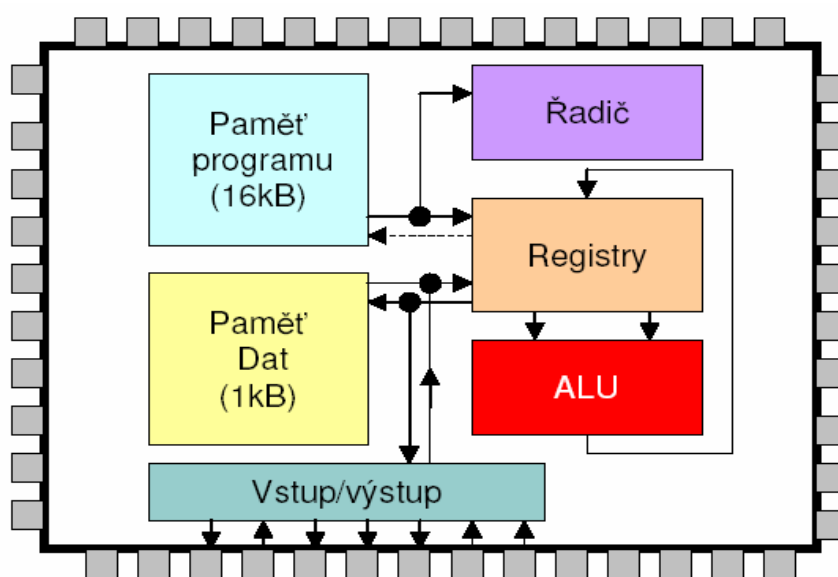 Paměť
programu
(16kB)
Řadič
Registry
Paměť
Dat
(1kB)
ALU
Vstup/výstup